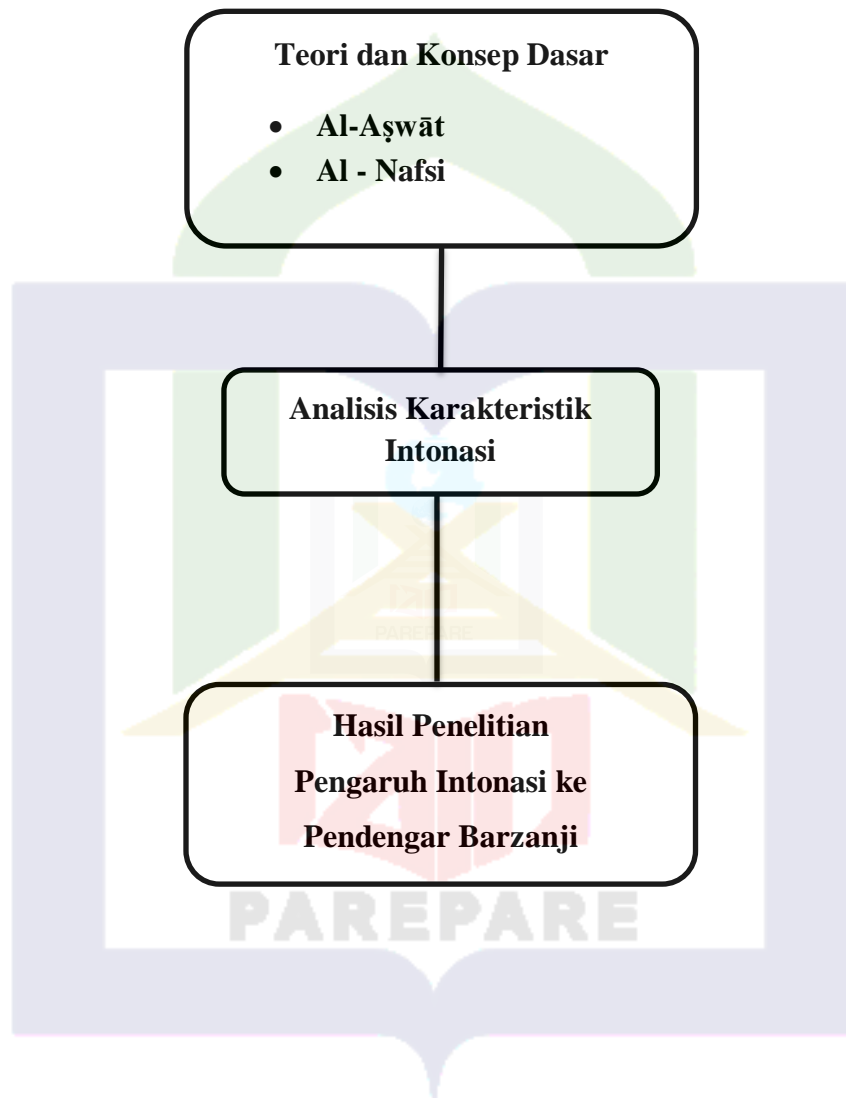 Teori dan Konsep Dasar
• Al-Aṣwāt
• Al - Nafsi
Analisis Karakteristik
Intonasi
PAREPARE
Hasil Penelitian
Pengaruh Intonasi ke
Pendengar Barzanji
PAREPARE